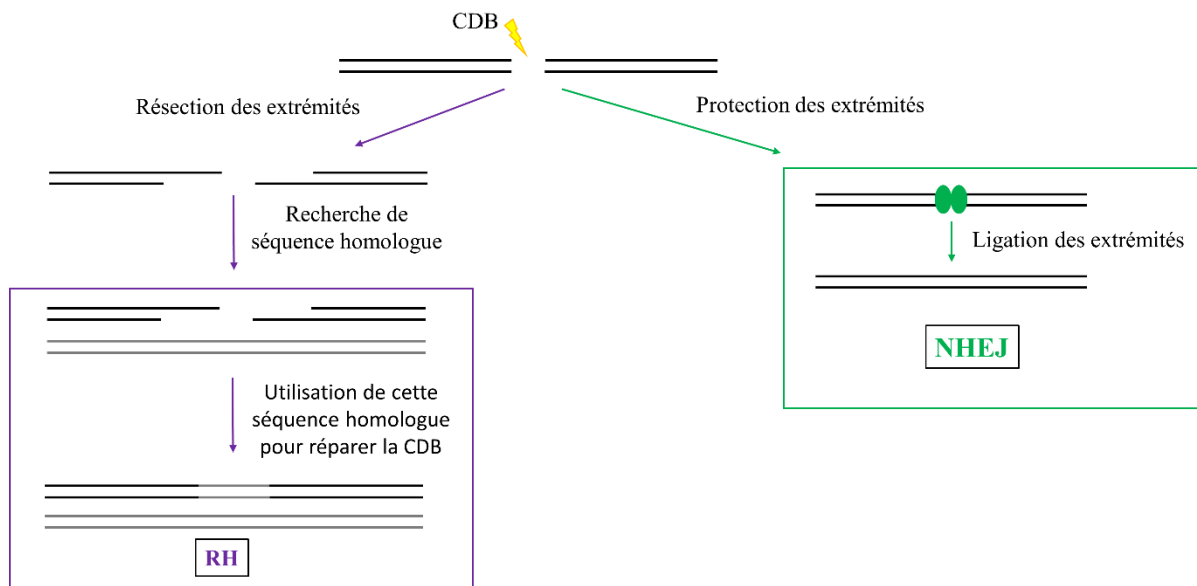 CDB
Résection des extrémités
Protection des extrémités
Recherche de
séquence homologue
Ligation des extrémités
NHEJ
Utilisation de cette
séquence homologue
pour réparer la CDB
RH